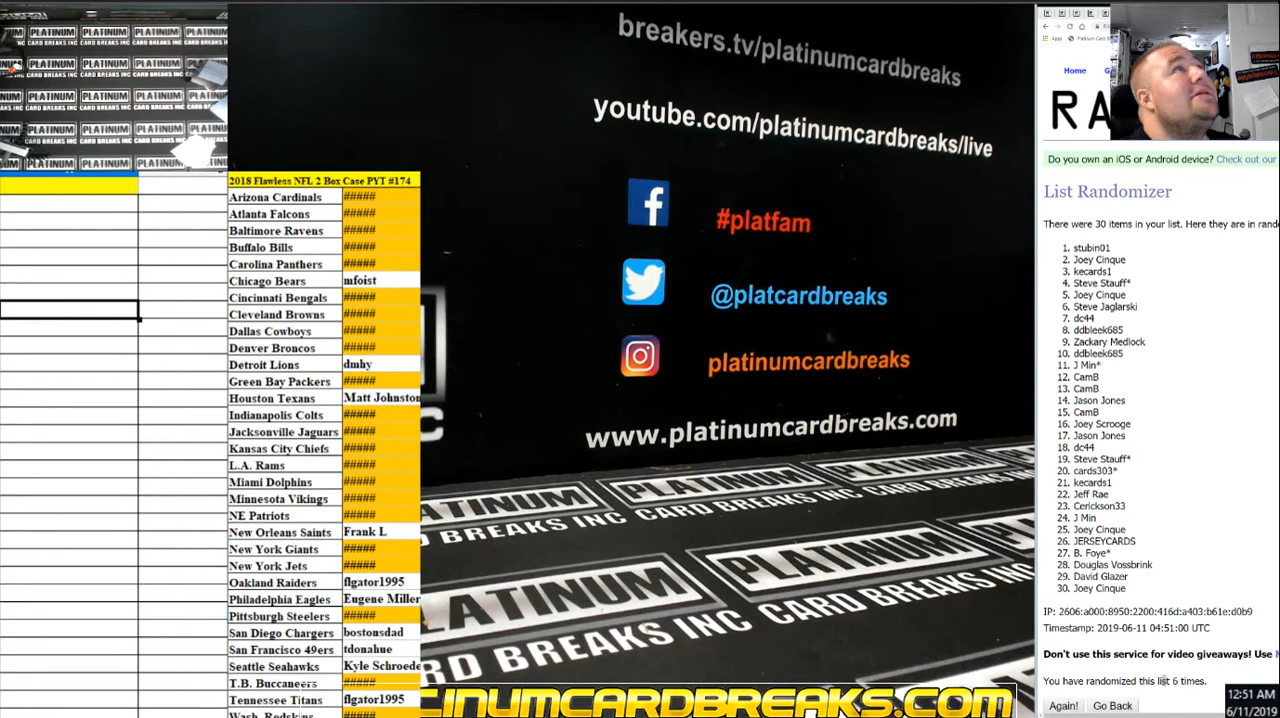 breakers.tv/platinumcardbreaks
youtube.com/platinumcardbreaks/live
#platfam
@platcardbreaks
platinumcardbreaks
www.platinumcardbreaks.com
2018 Flawless NFL 2 Box Case PYT #174
Arizona Cardinals #####
Atlanta Falcons #####
Baltimore Ravens #####
Buffalo Bills #####
Carolina Panthers #####
Chicago Bears mfoist
Cincinnati Bengals #####
Cleveland Browns #####
Dallas Cowboys #####
Denver Broncos #####
Detroit Lions dmhy
Green Bay Packers #####
Houston Texans Matt Johnston
Indianapolis Colts #####
Jacksonville Jaguars #####
Kansas City Chiefs #####
L.A. Rams #####
Miami Dolphins #####
Minnesota Vikings #####
NE Patriots #####
New Orleans Saints Frank L
New York Giants #####
New York Jets #####
Oakland Raiders flgator1995
Philadelphia Eagles Eugene Miller
Pittsburgh Steelers #####
San Diego Chargers bostonsdad
San Francisco 49ers tdonahue
Seattle Seahawks Kyle Schroede
T.B. Buccaneers #####
Tennessee Titans flgator1995
Wash. Redskins #####
PLATINUM
CARD BREAKS INC
TINUMCARDBREAKS.COM
Home
RA
Do you own an iOS or Android device? Check out our
List Randomizer
There were 30 items in your list. Here they are in rand
1. stubin01
2. Joey Cinque
3. kecards1
4. Steve Stauff*
5. Joey Cinque
6. Steve Jaglarski
7. dc44
8. ddbleek685
9. Zackary Medlock
10. ddbleek685
11. J Min*
12. CamB
13. CamB
14. Jason Jones
15. CamB
16. Joey Scrooge
17. Jason Jones
18. dc44
19. Steve Stauff*
20. cards303*
21. kecards1
22. Jeff Rae
23. Cerickson33
24. J Min
25. Joey Cinque
26. JERSEYCARDS
27. B. Foye*
28. Douglas Vossbrink
29. David Glazer
30. Joey Cinque
IP: 2606:a000:8950:2200:416d:a403:b61e:d0b9
Timestamp: 2019-06-11 04:51:00 UTC
Don't use this service for video giveaways! Use
You have randomized this list 6 times.
Again! Go Back
12:51 AM
6/11/2019